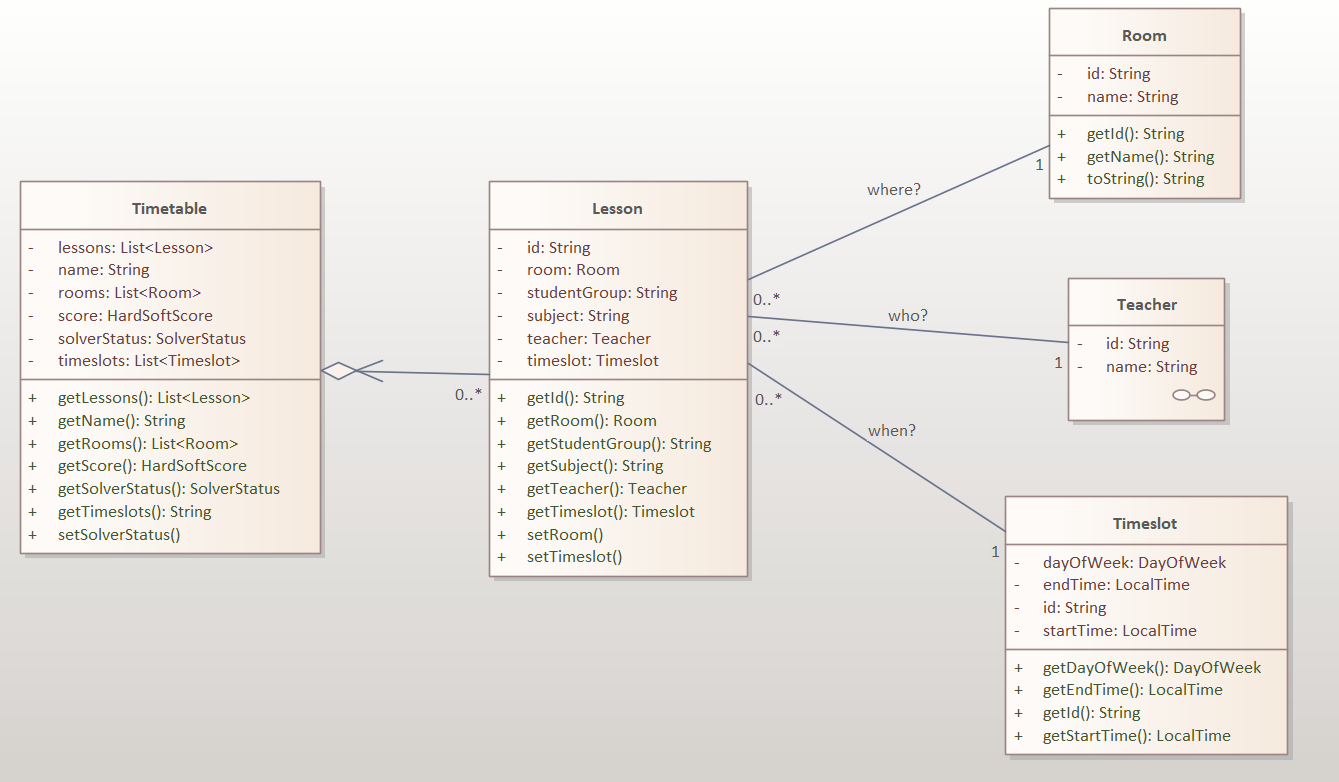 Timetable
- lessons: List<Lesson>
- name: String
- rooms: List<Room>
- score: HardSoftScore
- solverStatus: SolverStatus
- timeslots: List<Timeslot>
+ getLessons(): List<Lesson>
+ getName(): String
+ getRooms(): List<Room>
+ getScore(): HardSoftScore
+ getSolverStatus(): SolverStatus
+ getTimeslots(): String
+ setSolverStatus()
0..*
Lesson
- id: String
- room: Room
- studentGroup: String
- subject: String
- teacher: Teacher
- timeslot: Timeslot
+ getId(): String
+ getRoom(): Room
+ getStudentGroup(): String
+ getSubject(): String
+ getTeacher(): Teacher
+ getTimeslot(): Timeslot
+ setRoom()
+ setTimeslot()
where?
0..*
1
who?
0..*
1
when?
0..*
1
Room
- id: String
- name: String
+ getId(): String
+ getName(): String
+ toString(): String
Teacher
- id: String
- name: String
Timeslot
- dayOfWeek: DayOfWeek
- endTime: LocalTime
- id: String
- startTime: LocalTime
+ getDayOfWeek(): DayOfWeek
+ getEndTime(): LocalTime
+ getId(): String
+ getStartTime(): LocalTime